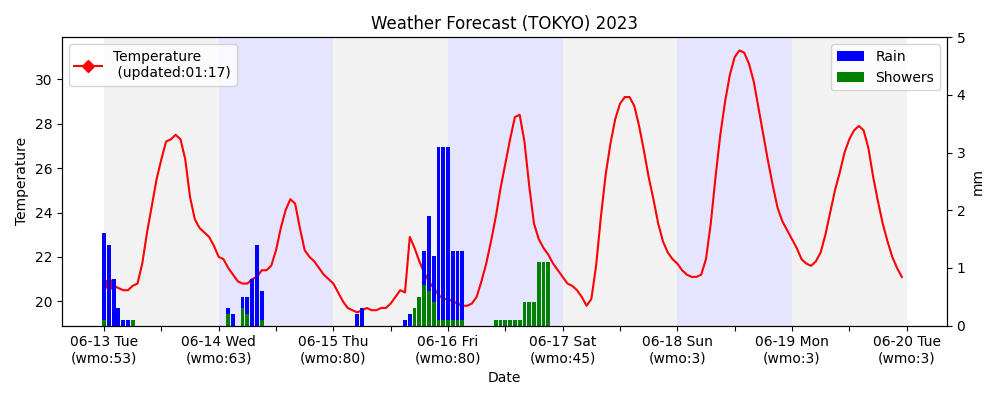 Weather Forecast (TOKYO) 2023
Temperature
(updated:01:17)
Rain
Showers
30
28
26
24
22
20
Temperature
5
4
3
2
1
0
mm
06-13 Tue
(wmo:53)
06-14 Wed
(wmo:63)
06-15 Thu
(wmo:80)
06-16 Fri
(wmo:80)
06-17 Sat
(wmo:45)
06-18 Sun
(wmo:3)
06-19 Mon
(wmo:3)
06-20 Tue
(wmo:3)
Date